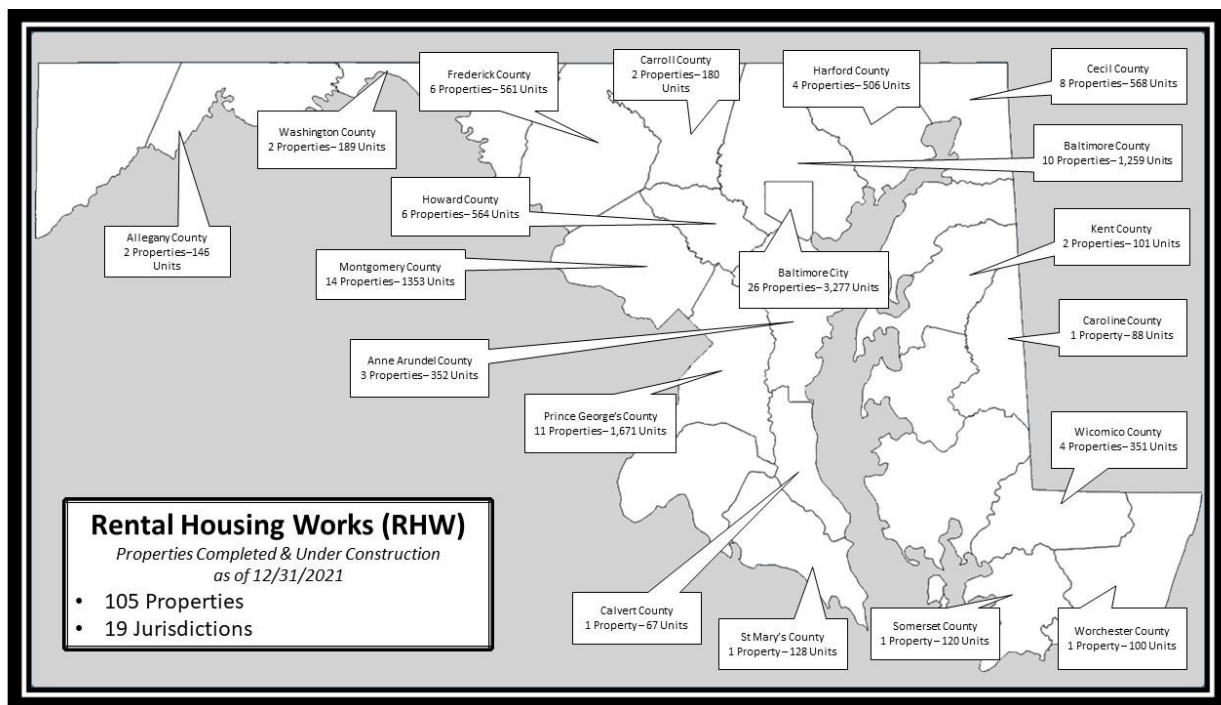 Frederick County
6 Properties– 561 Units
Carroll County
2 Properties– 180
Units
Harford County
4 Properties– 506 Units
Cecil County
8 Properties– 568 Units
Washington County
2 Properties– 189 Units
Baltimore County
10 Properties– 1,259 Units
Howard County
6 Properties– 564 Units
Allegany County
2 Properties–146
Units
Kent County
2 Properties– 101 Units
Montgomery County
14 Properties– 1353 Units
Baltimore City
26 Properties– 3,277 Units
Caroline County
1 Property– 88 Units
Anne Arundel County
3 Properties– 352 Units
Prince George's County
11 Properties– 1,671 Units
Wicomico County
4 Properties– 351 Units
Rental Housing Works (RHW)
Properties Completed & Under Construction
as of 12/31/2021
• 105 Properties
• 19 Jurisdictions
Calvert County
1 Property – 67 Units
St Mary's County
1 Property – 128 Units
Somerset County
1 Property – 120 Units
Worchester County
1 Property – 100 Units